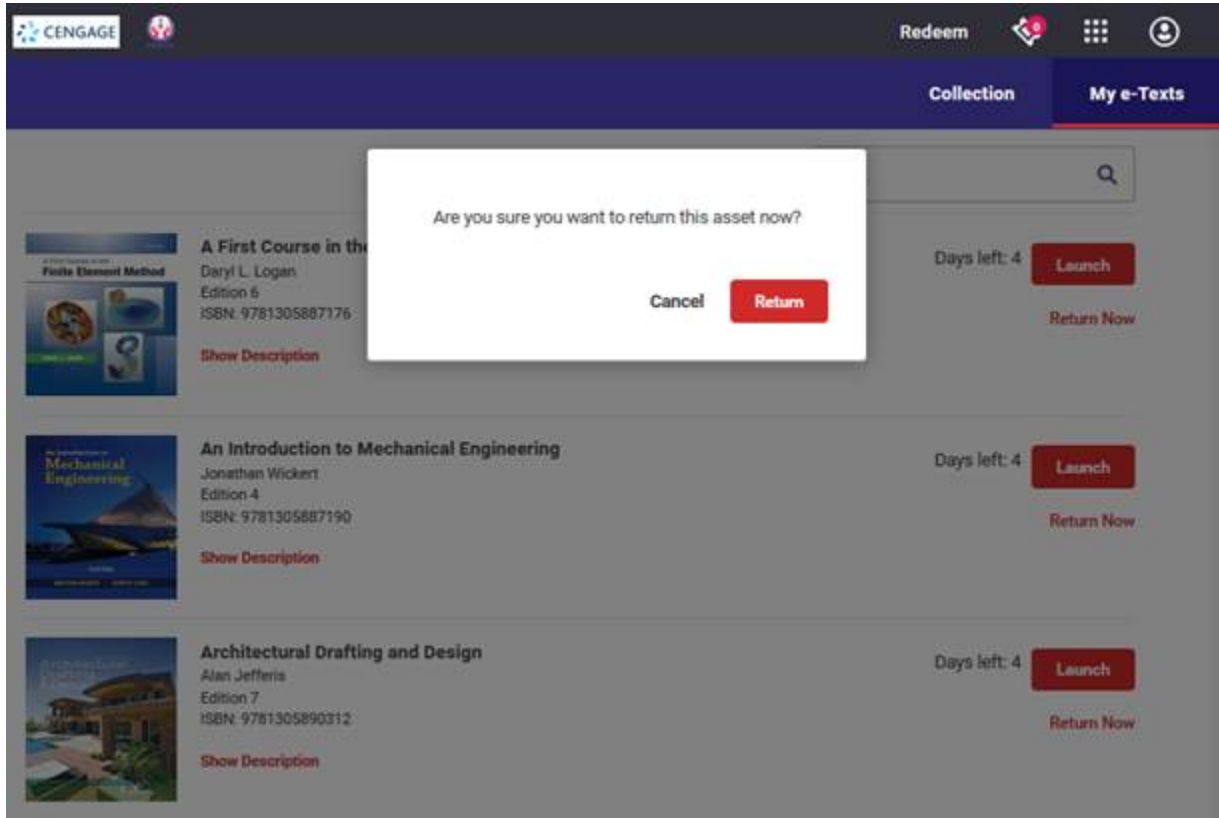 CENGAGE
Redeem
0
Collection
My e-Texts
Are you sure you want to return this asset now?
Cancel
Return
A First Course in the
Daryl L. Logan
Edition 6
ISBN: 9781305887176
Show Description
Days left: 4
Launch
Return Now
Finite Element Method
An Introduction to Mechanical Engineering
Jonathan Wickert
Edition 4
ISBN: 9781305887190
Show Description
Days left: 4
Launch
Return Now
Mechanical
Engineering
Architectural Drafting and Design
Alan Jefferis
Edition 7
ISBN: 9781305890312
Show Description
Days left: 4
Launch
Return Now